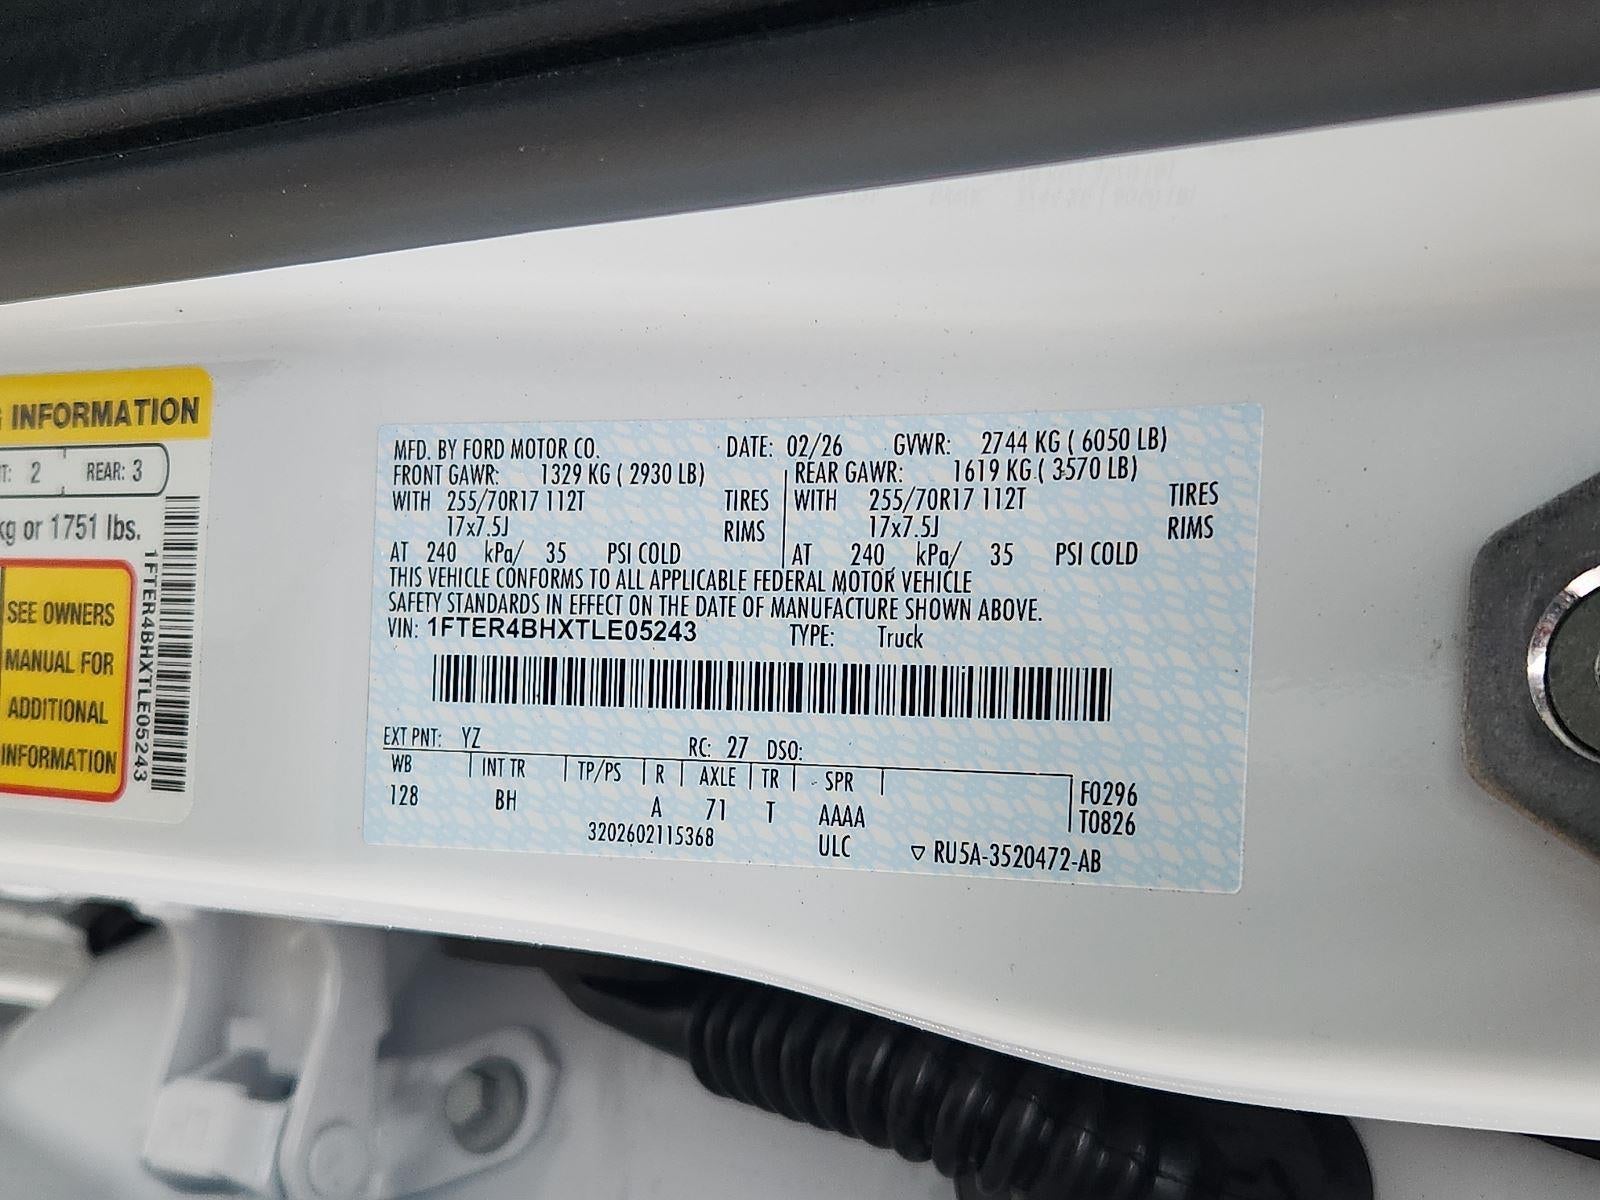 INFORMATION
2 REAR: 3
kg or 1751 lbs.
SEE OWNERS
MANUAL FOR
ADDITIONAL
INFORMATION
1FTER4BHXTLE05243
MFD. BY FORD MOTOR CO. DATE: 02/26 GVWR: 2744 KG ( 6050 LB)
FRONT GAWR: 1329 KG ( 2930 LB) REAR GAWR: 1619 KG ( 3570 LB)
WITH 255/70R17 112T TIRES WITH 255/70R17 112T TIRES
17x7.5J RIMS 17x7.5J RIMS
AT 240 kPa/ 35 PSI COLD AT 240 kPa/ 35 PSI COLD
THIS VEHICLE CONFORMS TO ALL APPLICABLE FEDERAL MOTOR VEHICLE
SAFETY STANDARDS IN EFFECT ON THE DATE OF MANUFACTURE SHOWN ABOVE.
VIN: 1FTER4BHXTLE05243 TYPE: Truck
EXT PNT: YZ RC: 27 DSO:
WB INT TR TP/PS R AXLE TR SPR F0296
128 BH A 71 T AAAA T0826
3202602115368 ULC ▽ RU5A-3520472-AB